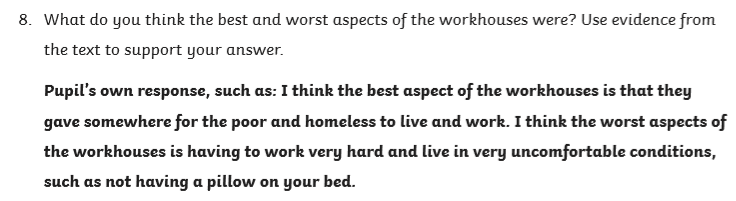 8. What do you think the best and worst aspects of the workhouses were? Use evidence from
the text to support your answer.
Pupil's own response, such as: I think the best aspect of the workhouses is that they
gave somewhere for the poor and homeless to live and work. I think the worst aspects of
the workhouses is having to work very hard and live in very uncomfortable conditions,
such as not having a pillow on your bed.